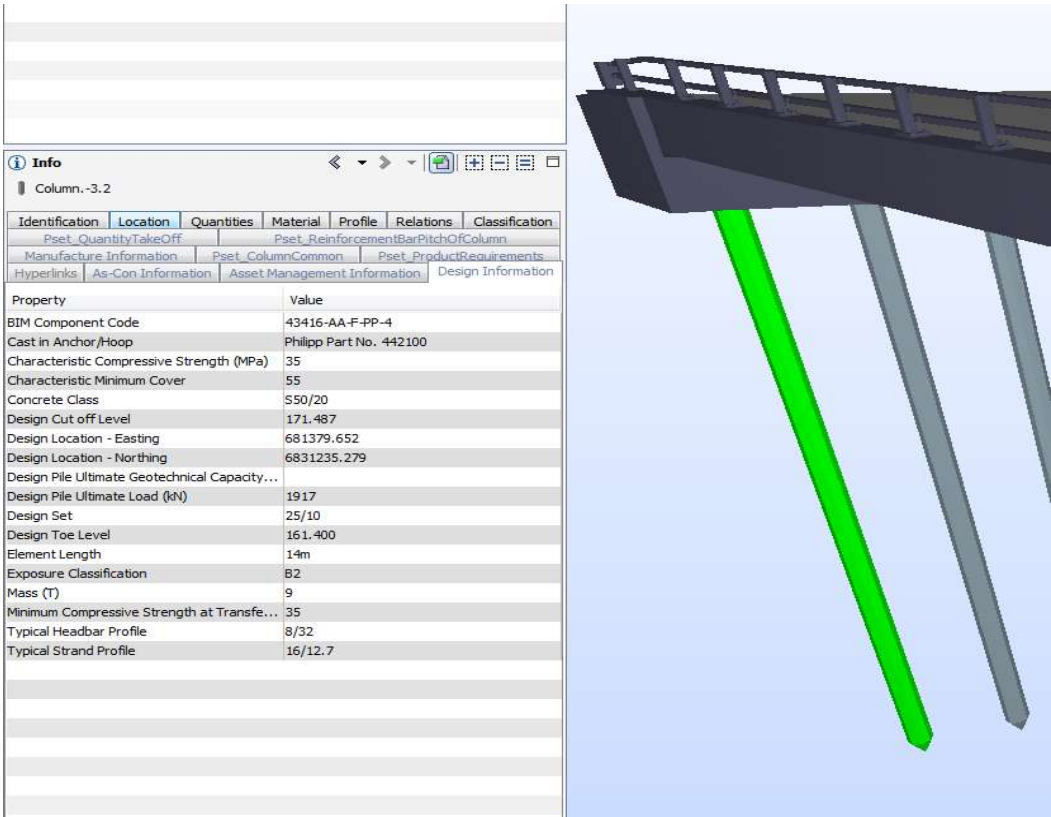 Info
Column.-3.2
Identification Location Quantities Material Profile Relations Classification
Pset_QuantityTakeOff Pset_ReinforcementBarPitchOfColumn
Manufacture Information Pset_ColumnCommon Pset_ProductRequirements
Hyperlinks As-Con Information Asset Management Information Design Information
Property Value
BIM Component Code 43416-AA-F-PP-4
Cast in Anchor/Hoop Philipp Part No. 442100
Characteristic Compressive Strength (MPa) 35
Characteristic Minimum Cover 55
Concrete Class S50/20
Design Cut off Level 171.487
Design Location - Easting 681379.652
Design Location - Northing 6831235.279
Design Pile Ultimate Geotechnical Capacity...
Design Pile Ultimate Load (kN) 1917
Design Set 25/10
Design Toe Level 161.400
Element Length 14m
Exposure Classification B2
Mass (T) 9
Minimum Compressive Strength at Transfe... 35
Typical Headbar Profile 8/32
Typical Strand Profile 16/12.7